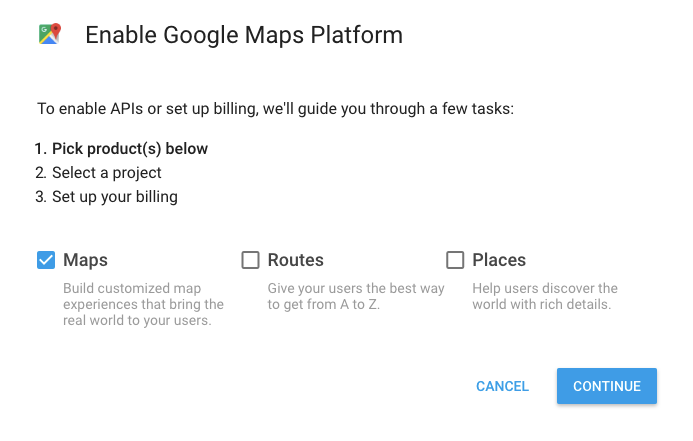 Enable Google Maps Platform
To enable APIs or set up billing, we'll guide you through a few tasks:
1. Pick product(s) below
2. Select a project
3. Set up your billing
Maps
Build customized map
experiences that bring the
real world to your users.
Routes
Give your users the best way
to get from A to Z.
Places
Help users discover the
world with rich details.
CANCEL
CONTINUE